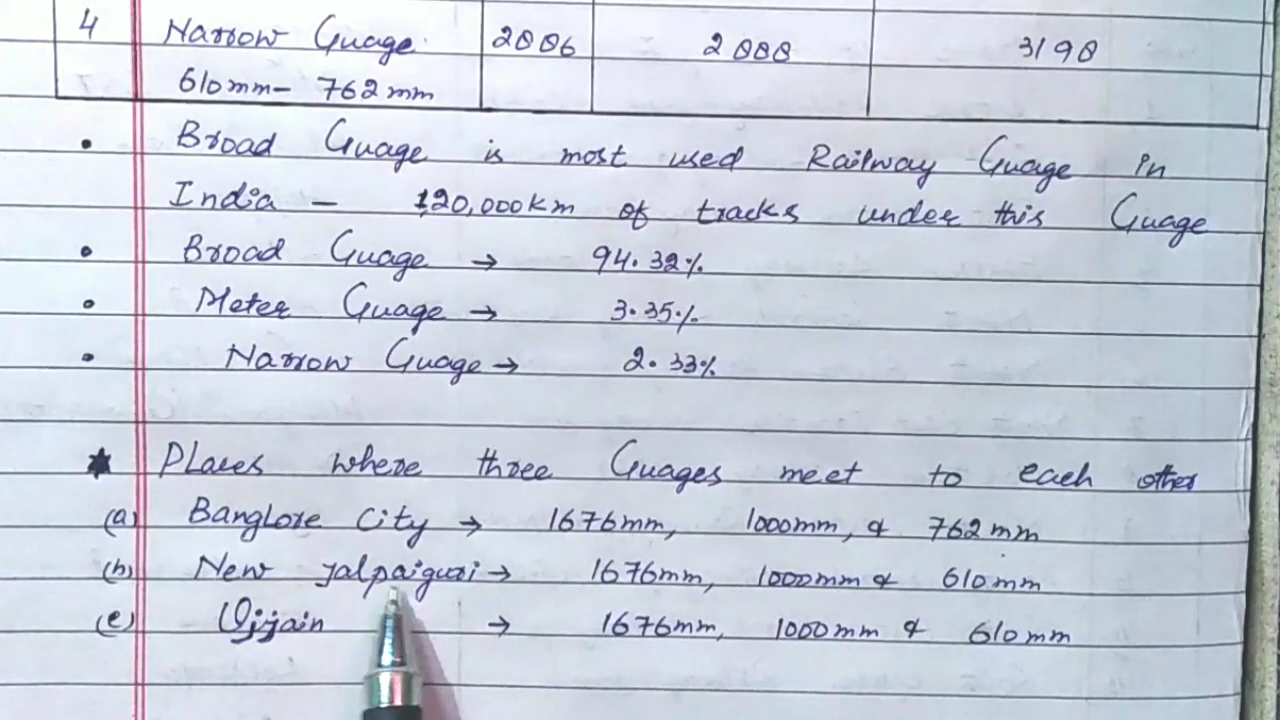 4 Narrow Guage 2006 2000 3190
610mm- 762mm
• Broad Guage is most used Railway Guage in
India - 120,000km of tracks under this Guage
• Broad Guage → 94.32%
• Meter Guage → 3.35%
• Narrow Guage → 2.33%
★ Places where three Guages meet to each other
(a) Banglore City → 1676mm, 1000mm, & 762mm
(b) New Jalpaiguri → 1676mm, 1000mm & 610mm
(c) Ujjain → 1676mm, 1000mm & 610mm